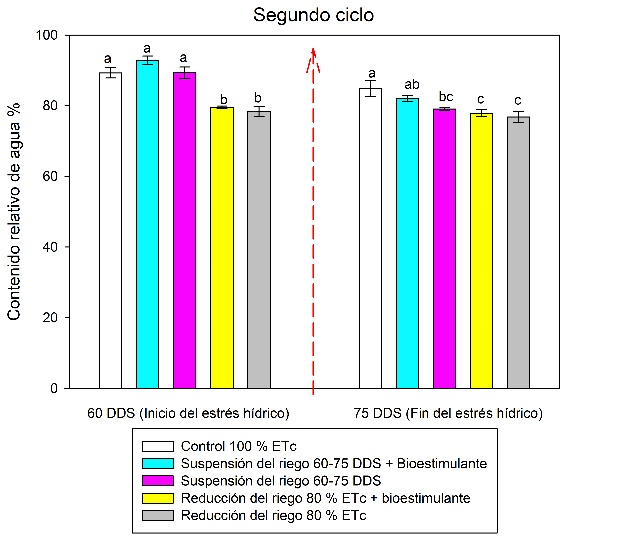 Segundo ciclo
Contenido relativo de agua %
100
80
60
40
20
0
a a a b b
a ab bc c c
60 DDS (Inicio del estrés hídrico) 75 DDS (Fin del estrés hídrico)
Control 100 % ETc
Suspensión del riego 60-75 DDS + Bioestimulante
Suspensión del riego 60-75 DDS
Reducción del riego 80 % ETc + bioestimulante
Reducción del riego 80 % ETc